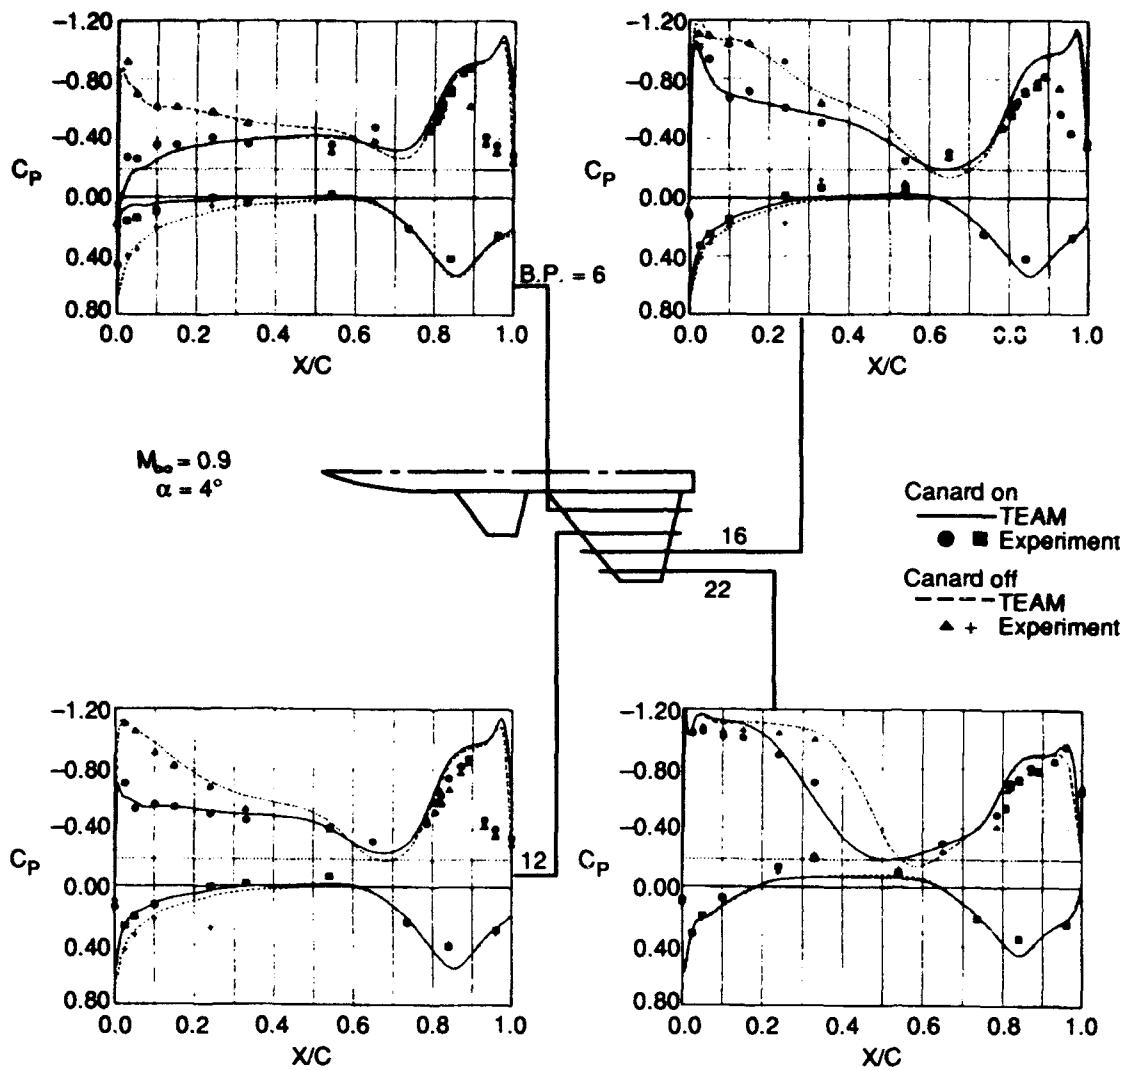 −1.20
−0.80
−0.40
C_P
0.00
0.40
0.80
0.0 0.2 0.4 0.6 0.8 1.0
X/C
B.P. = 6
−1.20
−0.80
−0.40
C_P
0.00
0.40
0.80
0.0 0.2 0.4 0.6 1.0
X/C
M∞ = 0.9
α = 4°
16
22
12
Canard on
TEAM
Experiment
Canard off
TEAM
Experiment
−1.20
−0.80
−0.40
C_P
0.00
0.40
0.80
0.0 0.2 0.4 0.6 0.8 1.0
X/C
−1.20
−0.80
−0.40
C_P
0.00
0.40
0.80
0.0 0.2 0.4 0.6 0.8 1.0
X/C